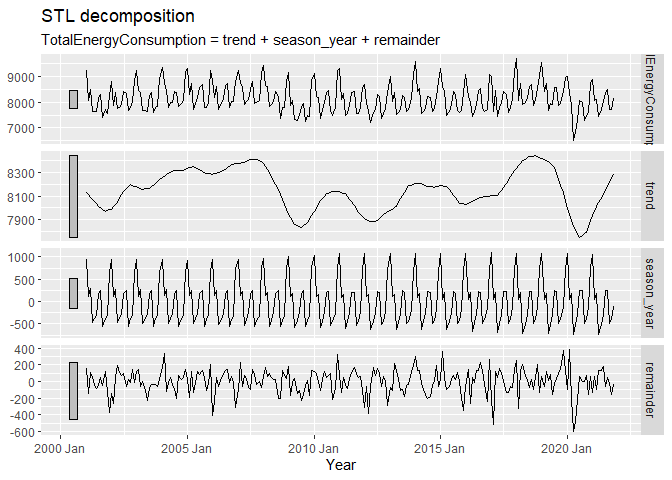 STL decomposition
TotalEnergyConsumption = trend + season_year + remainder
9000
8000
7000
lEnergyConsump
8300
8100
7900
trend
1000
500
0
-500
season_year
400
200
0
-200
-400
-600
remainder
2000 Jan 2005 Jan 2010 Jan 2015 Jan 2020 Jan
Year